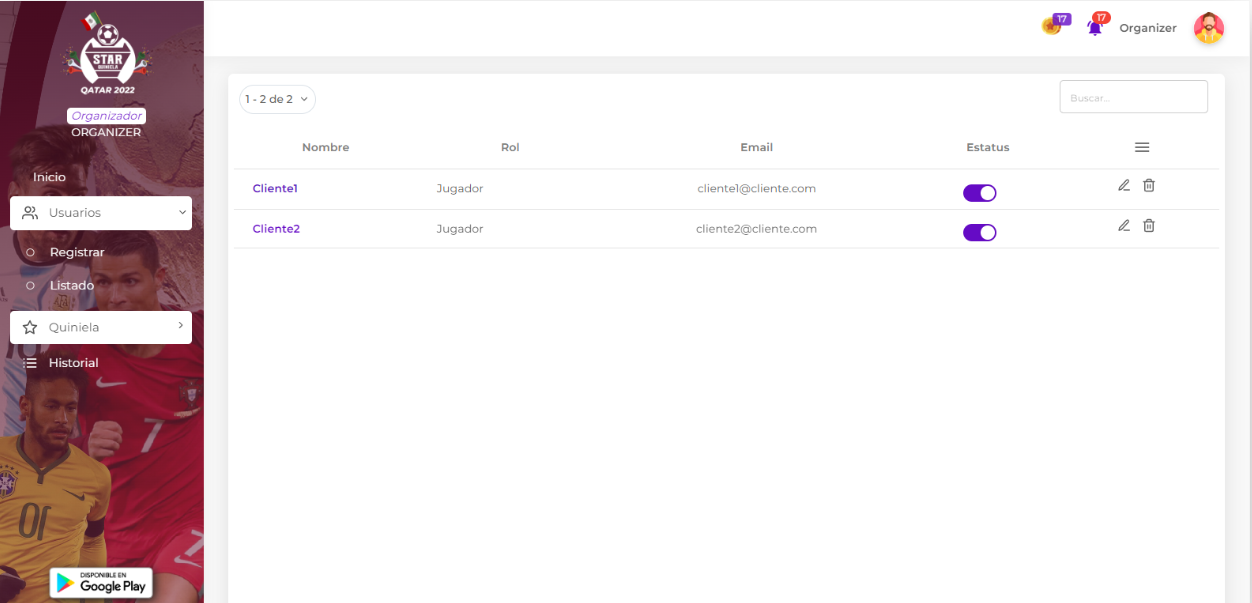 STAR
QUINIELA
QATAR 2022
Organizador
ORGANIZER
Inicio
Usuarios
Registrar
Listado
Quiniela
Historial
DISPONIBLE EN
Google Play
17
17
Organizer
1 - 2 de 2
Buscar...
Nombre Rol Email Estatus
Cliente1 Jugador cliente1@cliente.com
Cliente2 Jugador cliente2@cliente.com
10
7